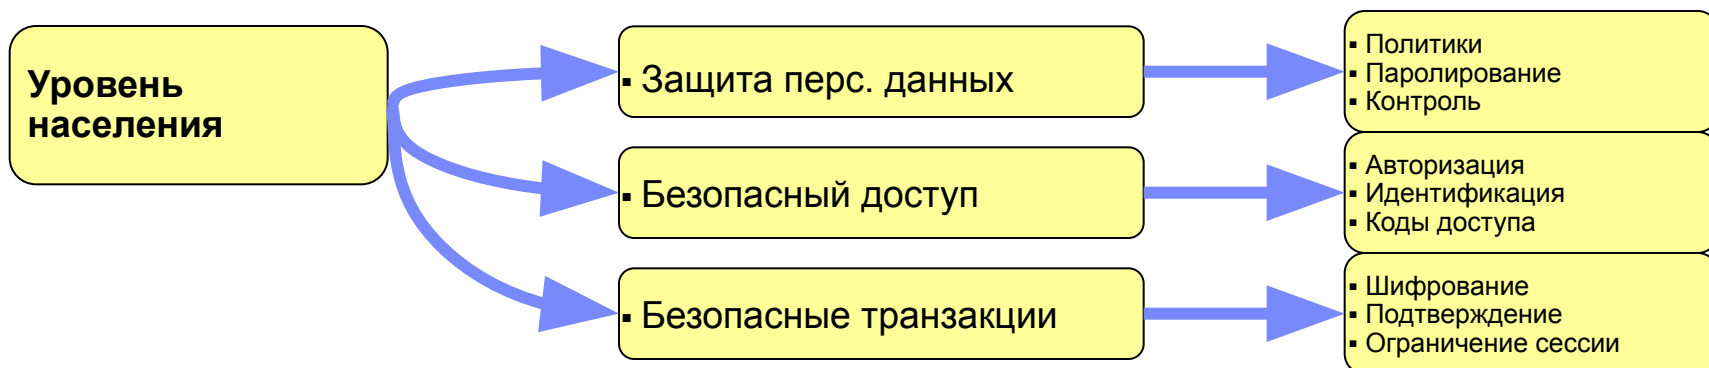 Уровень
населения
▪ Защита перс. данных
▪ Политики
▪ Паролирование
▪ Контроль
▪ Безопасный доступ
▪ Авторизация
▪ Идентификация
▪ Коды доступа
▪ Безопасные транзакции
▪ Шифрование
▪ Подтверждение
▪ Ограничение сессии